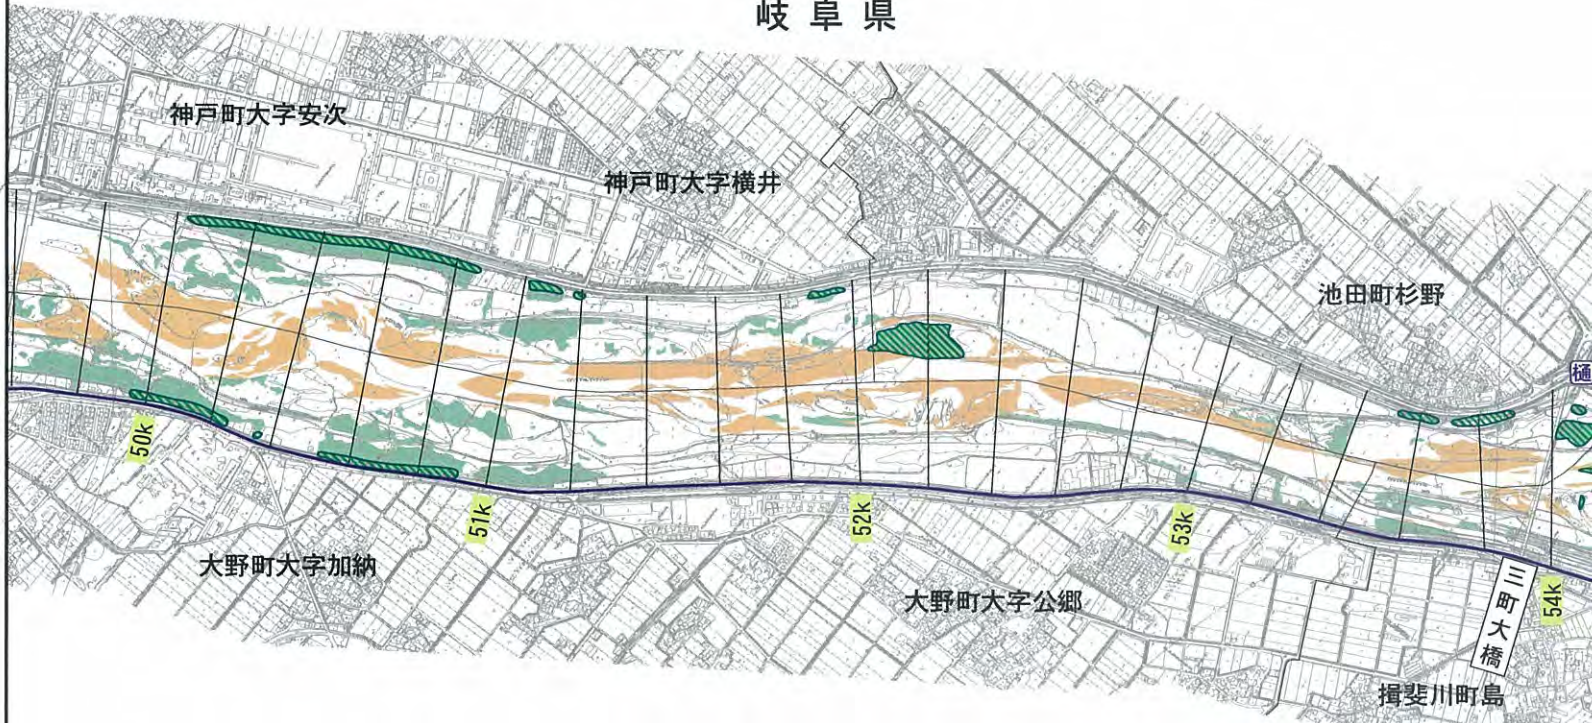 岐阜県
神戸町大字安次
神戸町大字横井
池田町杉野
樋
50k
51k
52k
53k
54k
大野町大字加納
大野町大字公郷
三町大橋
揖斐川町島